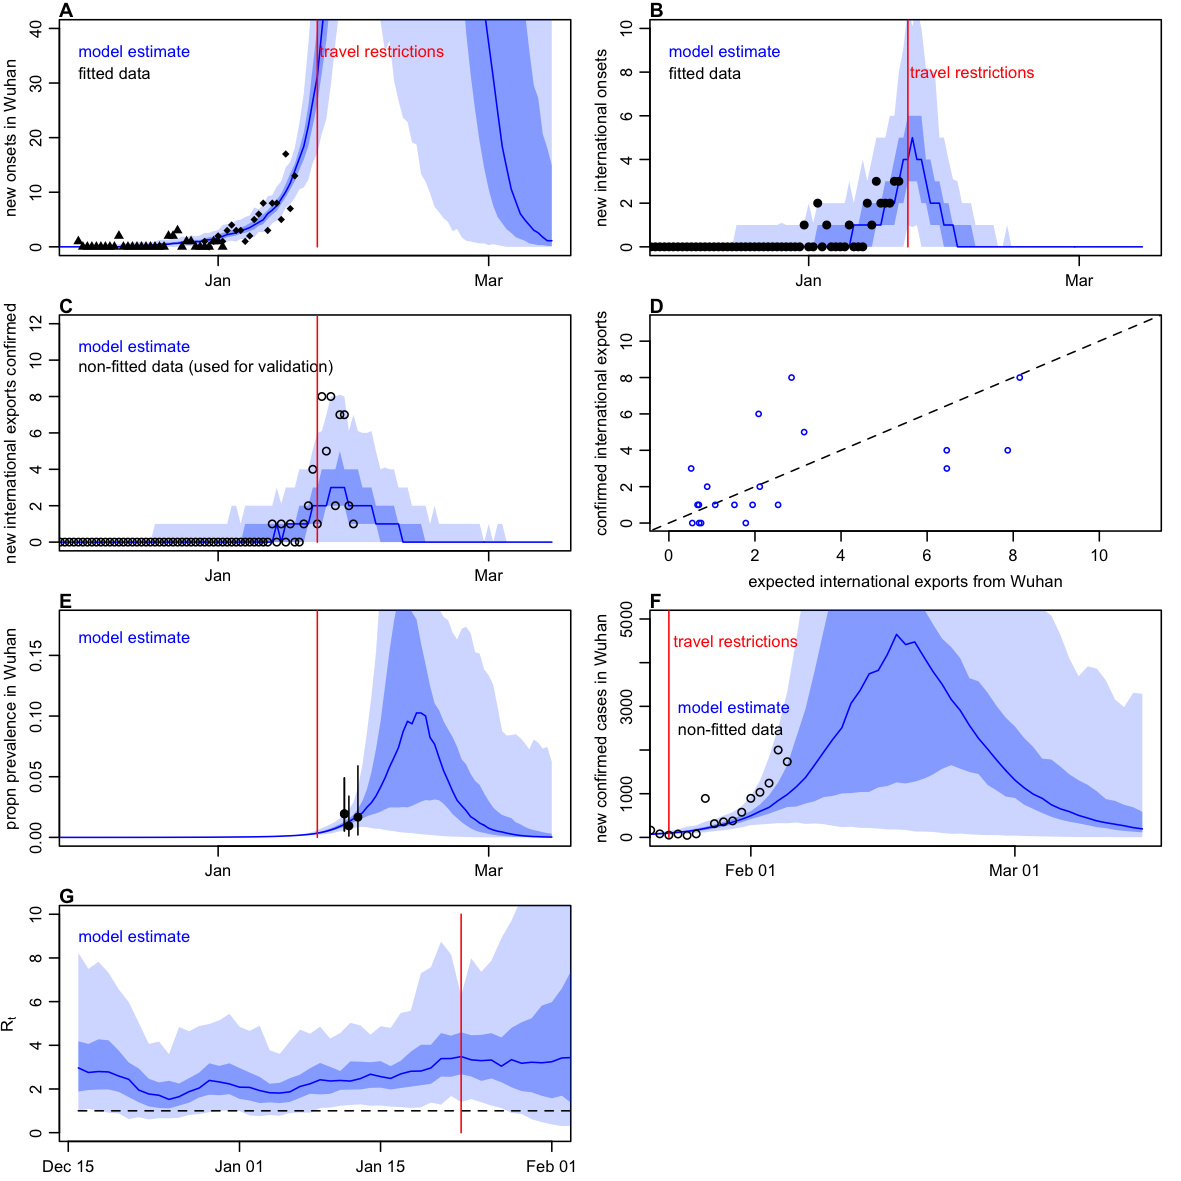 A
new onsets in Wuhan
40
30
20
10
0
model estimate
fitted data
travel restrictions
Jan
Mar
B
new international onsets
10
8
6
4
2
0
model estimate
fitted data
travel restrictions
Jan
Mar
C
new international exports confirmed
12
10
8
6
4
2
0
model estimate
non-fitted data (used for validation)
Jan
Mar
D
confirmed international exports
10
8
6
4
2
0
0 2 4 6 8 10
expected international exports from Wuhan
E
propn prevalence in Wuhan
0.15
0.10
0.05
0.00
model estimate
Jan
Mar
F
new confirmed cases in Wuhan
5000
3000
1000
0
travel restrictions
model estimate
non-fitted data
Feb 01
Mar 01
G
Rt
10
8
6
4
2
0
model estimate
Dec 15
Jan 01
Jan 15
Feb 01